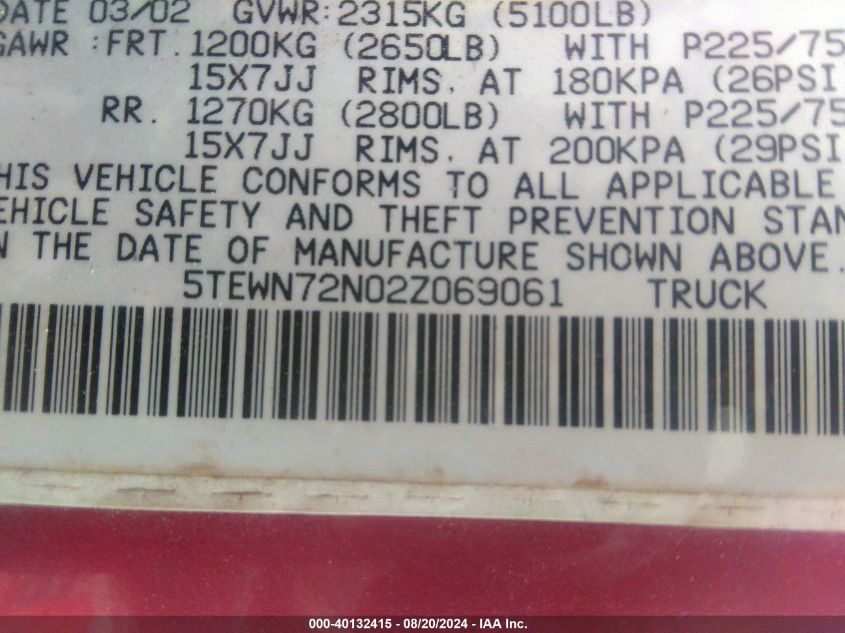 DATE 03/02 GVWR:2315KG (5100LB)
GAWR :FRT. 1200KG (2650LB) WITH P225/75
15X7JJ RIMS. AT 180KPA (26PSI
RR. 1270KG (2800LB) WITH P225/75
15X7JJ RIMS. AT 200KPA (29PSI
HIS VEHICLE CONFORMS TO ALL APPLICABLE
EHICLE SAFETY AND THEFT PREVENTION STAN
N THE DATE OF MANUFACTURE SHOWN ABOVE.
5TEWN72N02Z069061 TRUCK
000-40132415 - 08/20/2024 - IAA Inc.